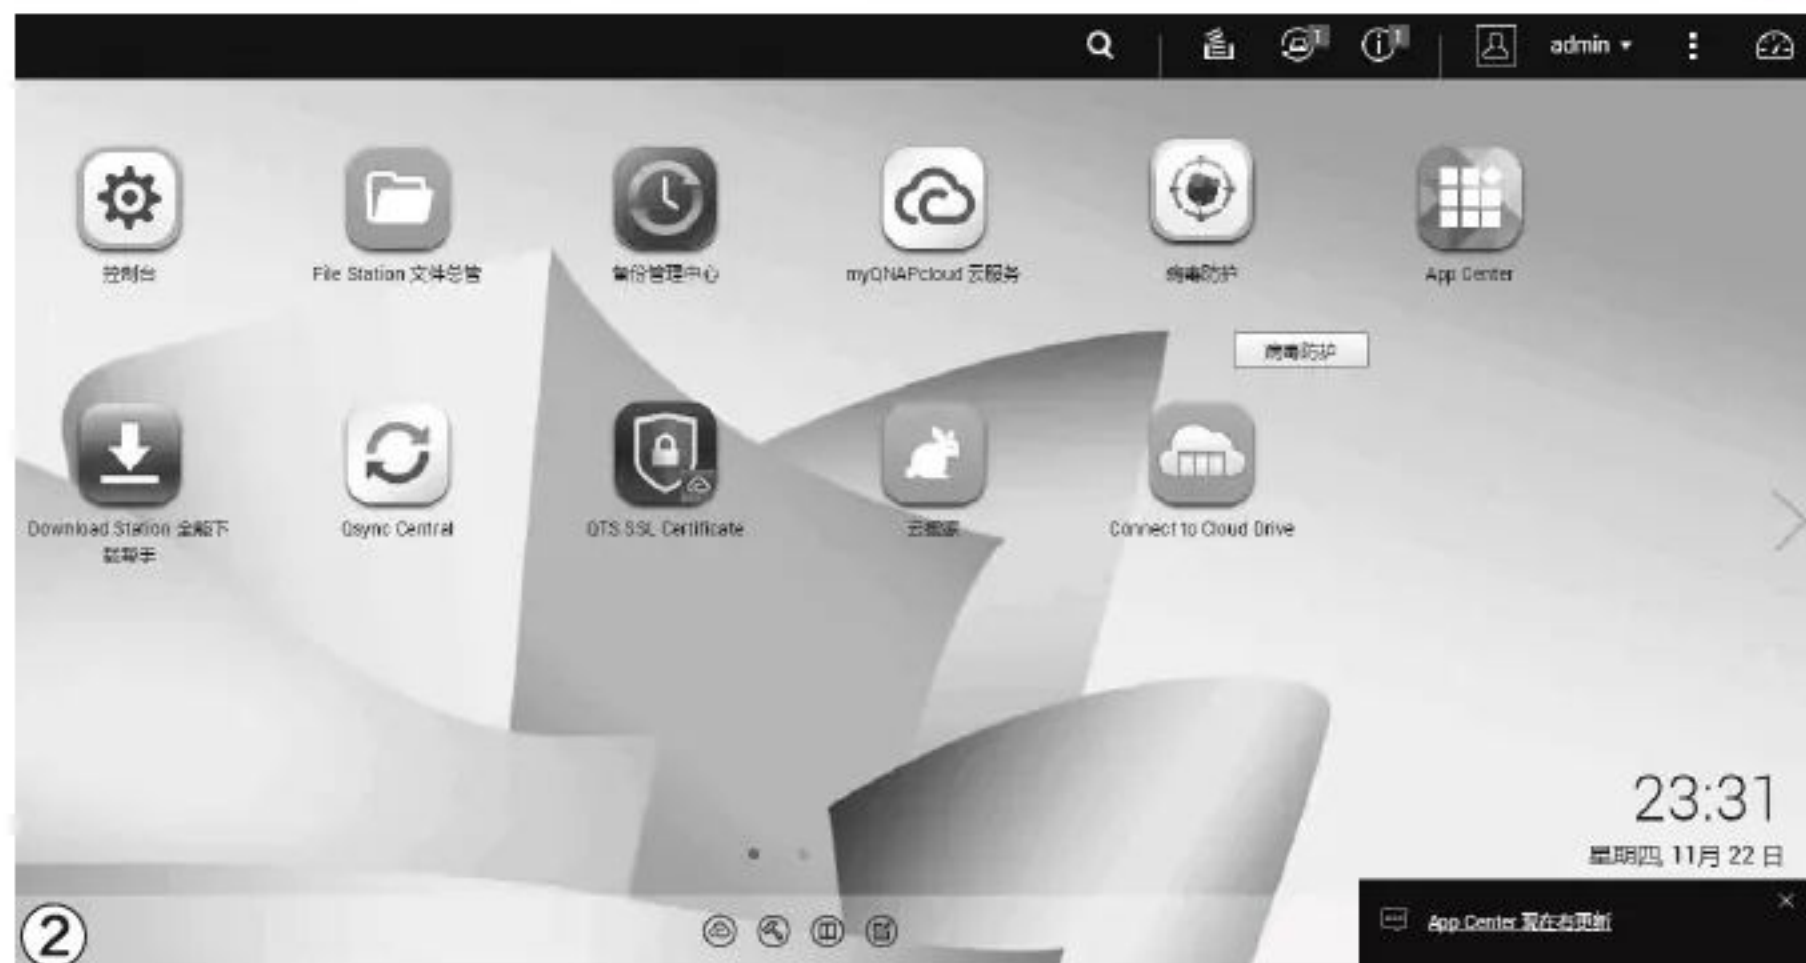 1
1
admin
控制台
File Station 文件总管
备份管理中心
myQNAPcloud 云服务
病毒防护
App Center
病毒防护
Download Station 全能下
载帮手
Qsync Central
QTS SSL Certificate
Connect to Cloud Drive
23:31
星期四, 11月 22 日
②
App Center 现在有更新